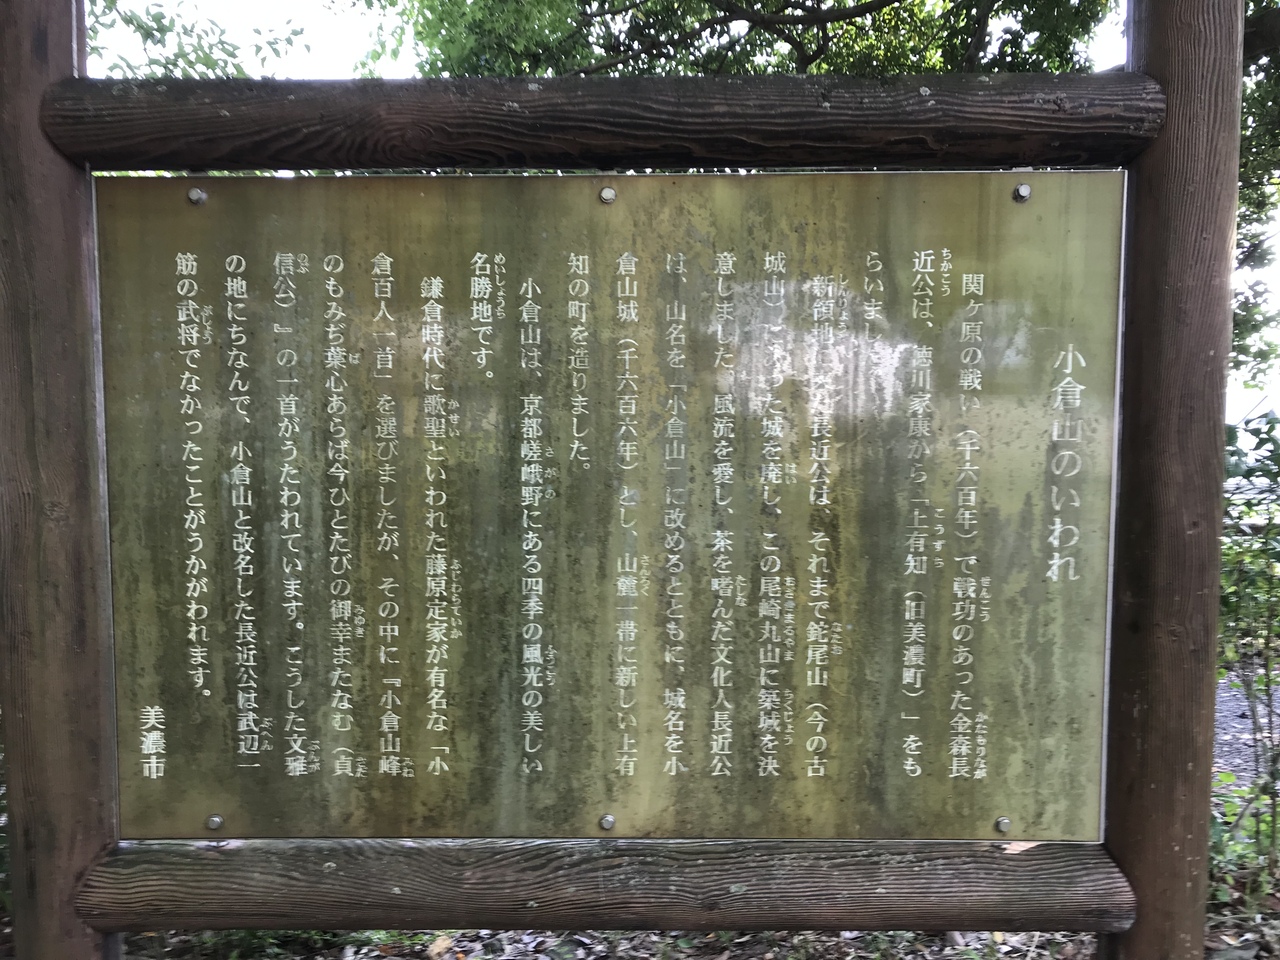 小倉山のいわれ
関ヶ原の戦い（千六百年）で戦功のあった金森長
近公は、徳川家康から「上有知（旧美濃町）」をも
らいました
新領地に 長近公は、それまで鉈尾山（今の古
城山）に った城を廃し、この尾崎丸山に築城を決
意しました。風流を愛し、茶を嗜んだ文化人長近公
は、山名を「小倉山」に改めるとともに、城名を小
倉山城（千六百六年）とし、山麓一帯に新しい上有
知の町を造りました。
小倉山は、京都嵯峨野にある四季の風光の美しい
名勝地です。
鎌倉時代に歌聖といわれた藤原定家が有名な「小
倉百人一首」を選びましたが、その中に『小倉山峰
のもみぢ葉心あらば今ひとたびの御幸またなむ（貞
信公）』の一首がうたわれています。こうした文雅
の地にちなんで、小倉山と改名した長近公は武辺一
筋の武将でなかったことがうかがわれます。
美濃市